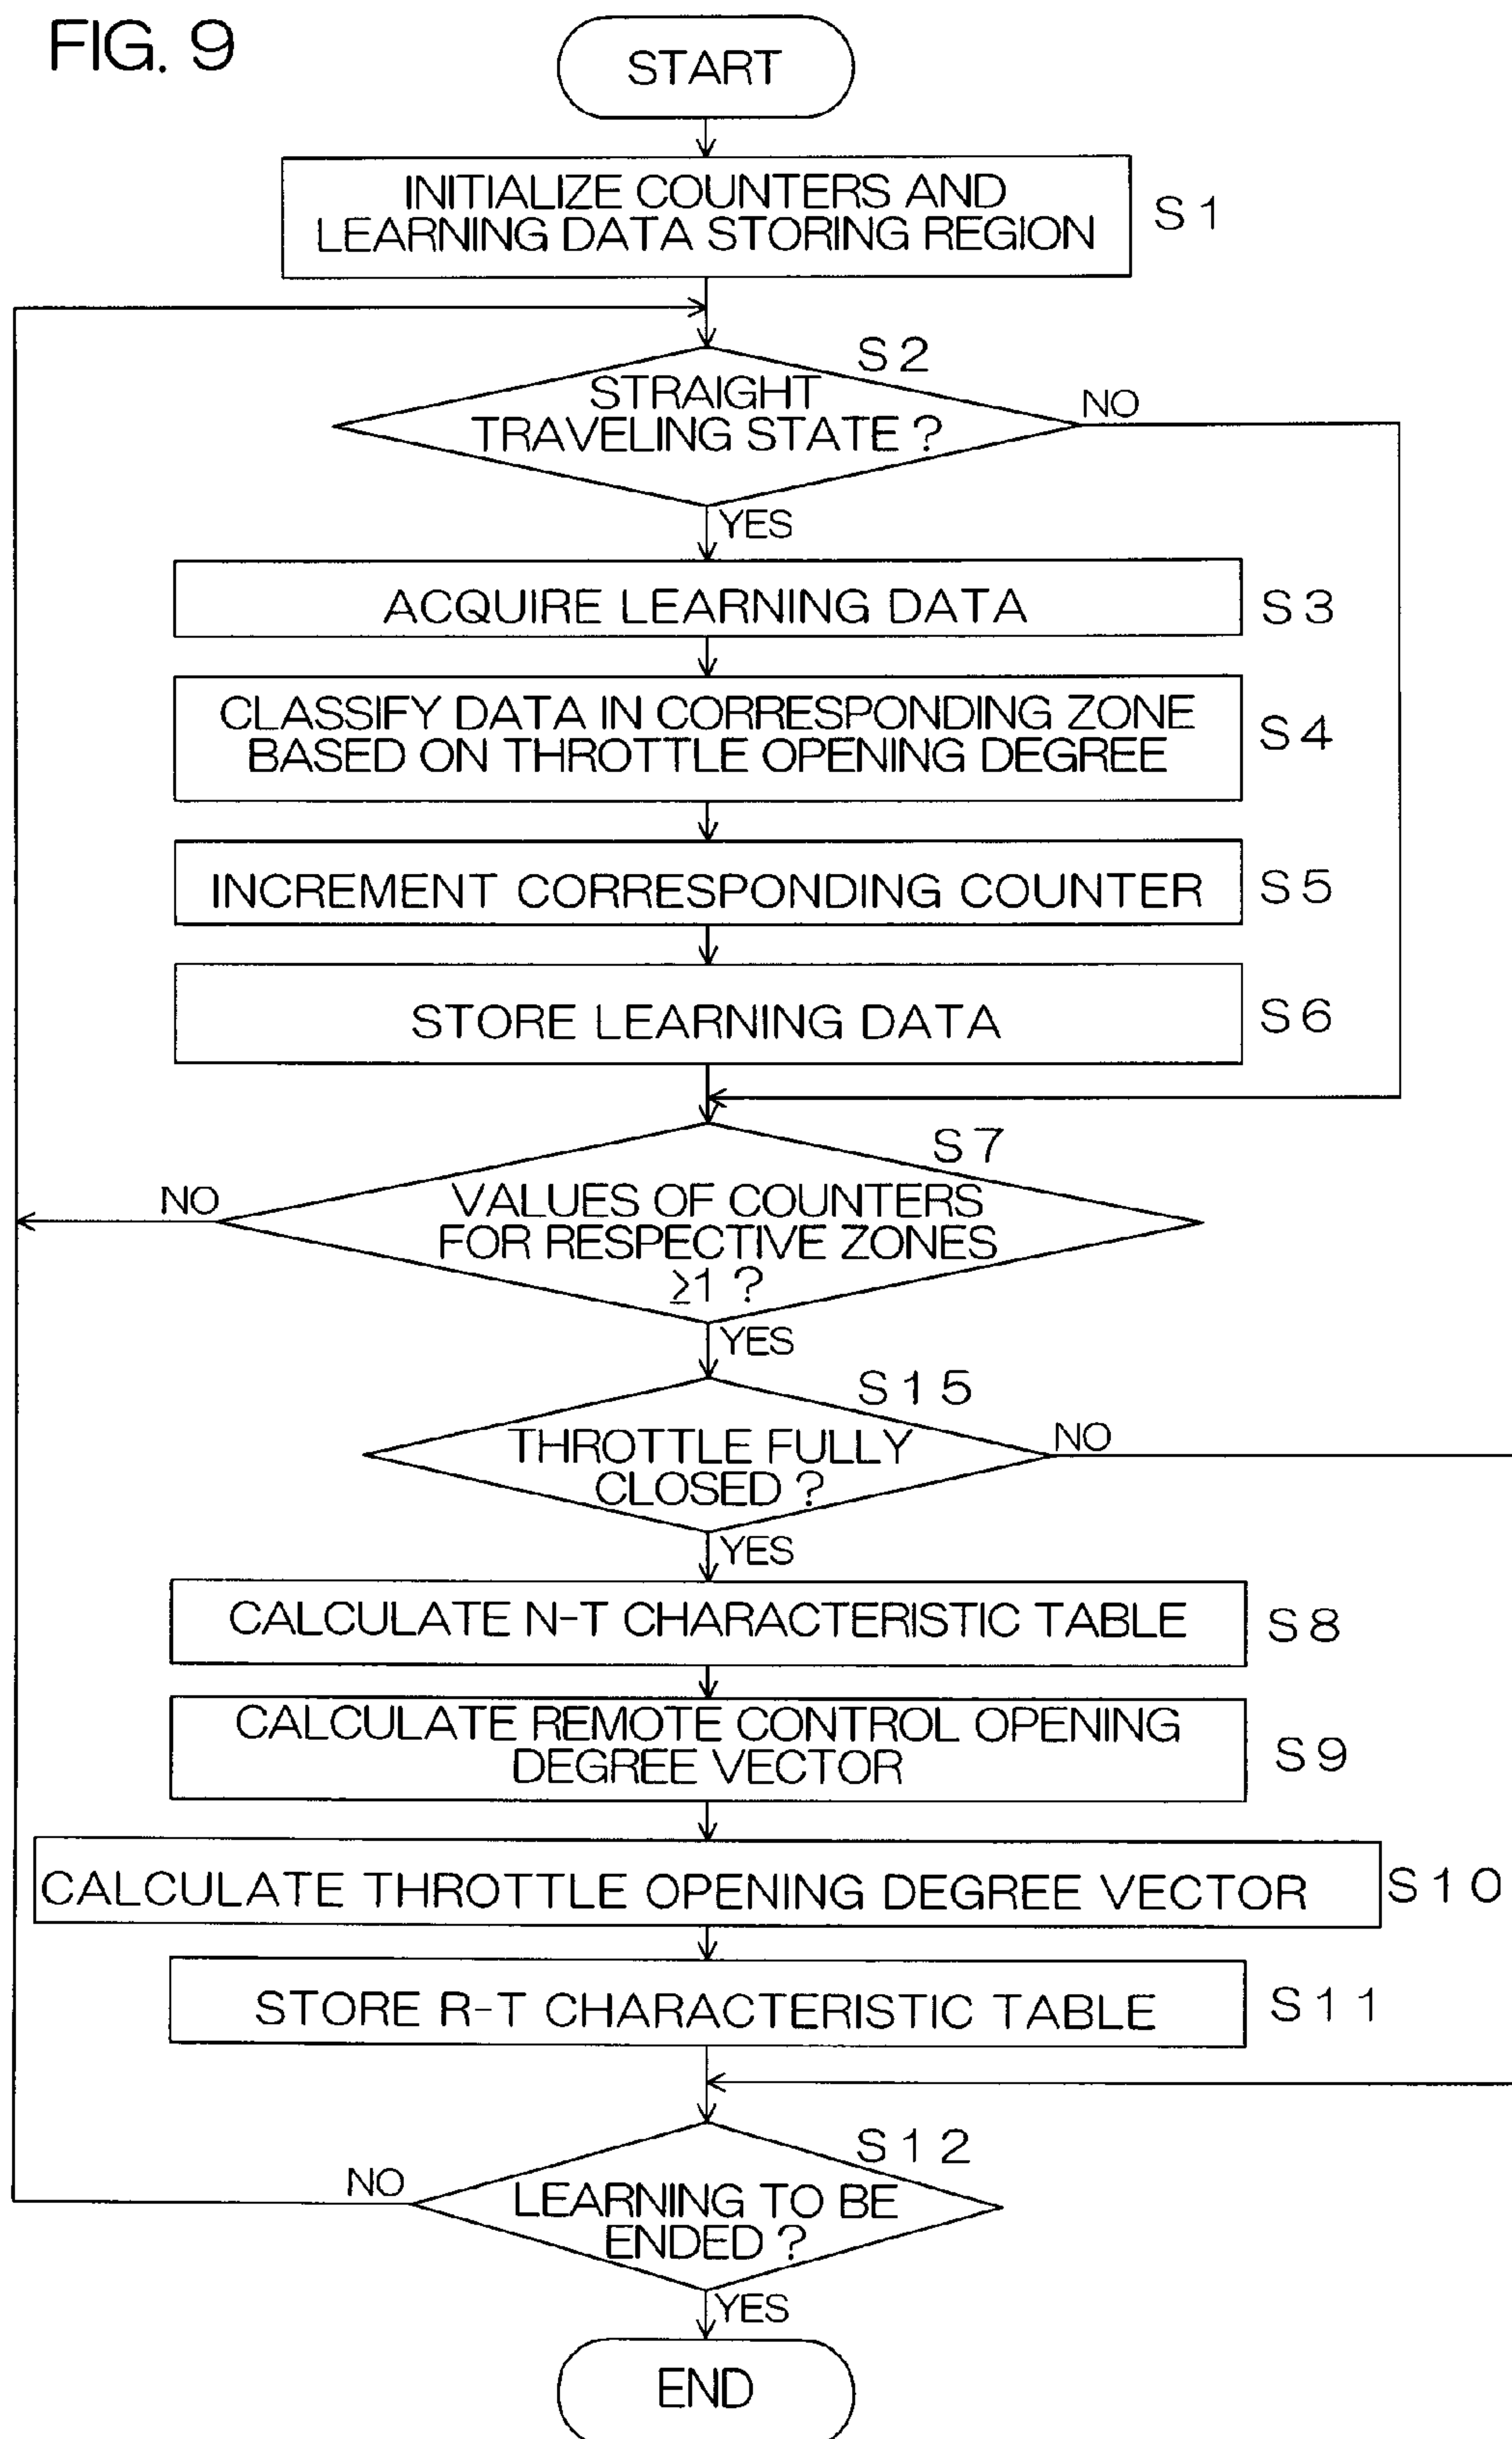 FIG. 9
START
INITIALIZE COUNTERS AND
LEARNING DATA STORING REGION
S1
S2
STRAIGHT
TRAVELING STATE ?
NO
YES
ACQUIRE LEARNING DATA
S3
CLASSIFY DATA IN CORRESPONDING ZONE
BASED ON THROTTLE OPENING DEGREE
S4
INCREMENT CORRESPONDING COUNTER
S5
STORE LEARNING DATA
S6
S7
NO
VALUES OF COUNTERS
FOR RESPECTIVE ZONES
≥1 ?
YES
S15
THROTTLE FULLY
CLOSED ?
NO
YES
CALCULATE N-T CHARACTERISTIC TABLE
S8
CALCULATE REMOTE CONTROL OPENING
DEGREE VECTOR
S9
CALCULATE THROTTLE OPENING DEGREE VECTOR
S10
STORE R-T CHARACTERISTIC TABLE
S11
S12
NO
LEARNING TO BE
ENDED ?
YES
END